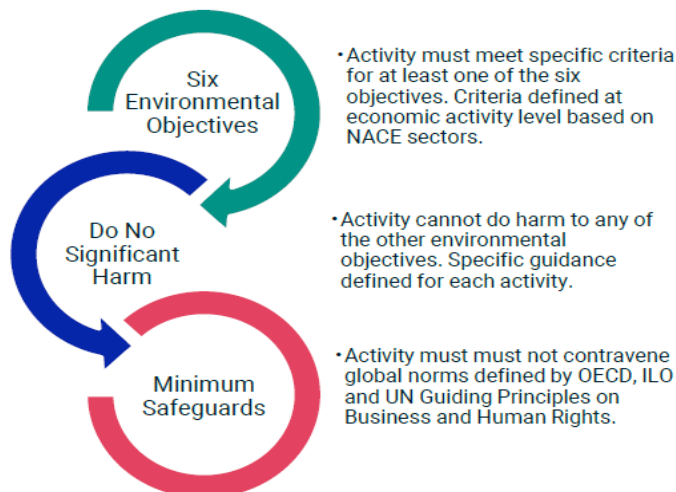 Six
Environmental
Objectives
• Activity must meet specific criteria
for at least one of the six
objectives. Criteria defined at
economic activity level based on
NACE sectors.
Do No
Significant
Harm
• Activity cannot do harm to any of
the other environmental
objectives. Specific guidance
defined for each activity.
Minimum
Safeguards
• Activity must must not contravene
global norms defined by OECD, ILO
and UN Guiding Principles on
Business and Human Rights.